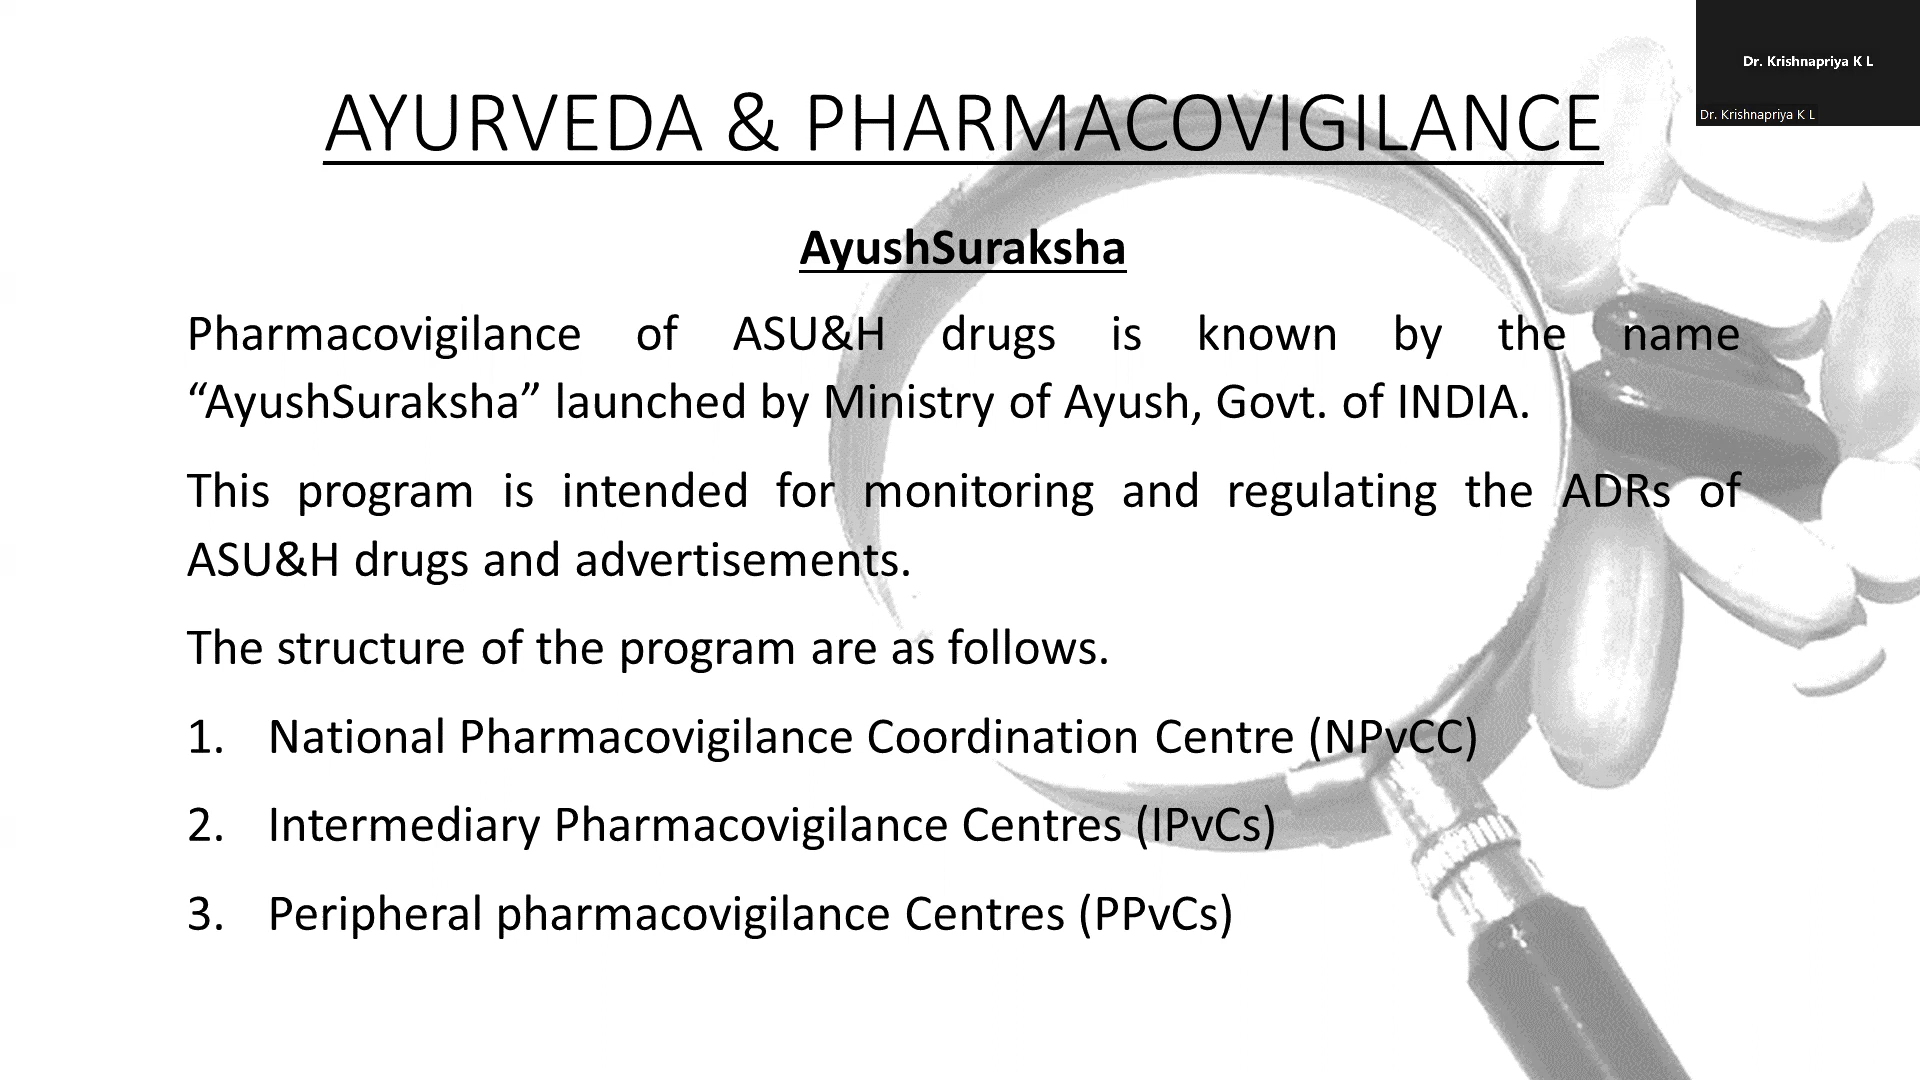 Dr. Krishnapriya K L
Dr. Krishnapriya K L
AYURVEDA & PHARMACOVIGILANCE
AyushSuraksha
Pharmacovigilance of ASU&H drugs is known by the name
“AyushSuraksha” launched by Ministry of Ayush, Govt. of INDIA.
This program is intended for monitoring and regulating the ADRs of
ASU&H drugs and advertisements.
The structure of the program are as follows.
1. National Pharmacovigilance Coordination Centre (NPvCC)
2. Intermediary Pharmacovigilance Centres (IPvCs)
3. Peripheral pharmacovigilance Centres (PPvCs)